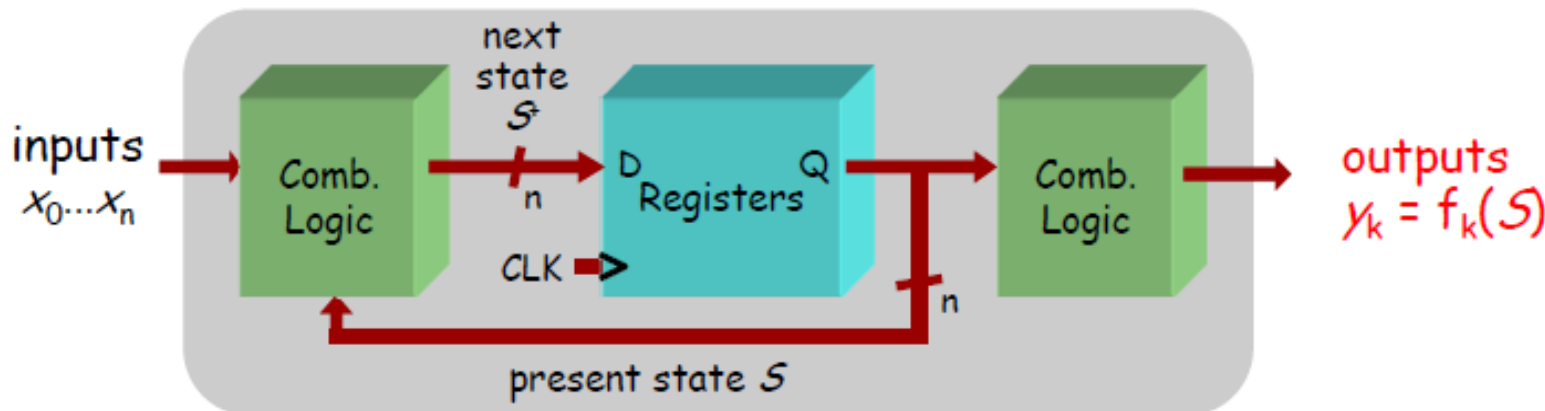 inputs
x₀...xₙ
Comb.
Logic
next
state
S⁺
n
D
Q
Registers
CLK
n
Comb.
Logic
outputs
yₖ = fₖ(S)
present state S